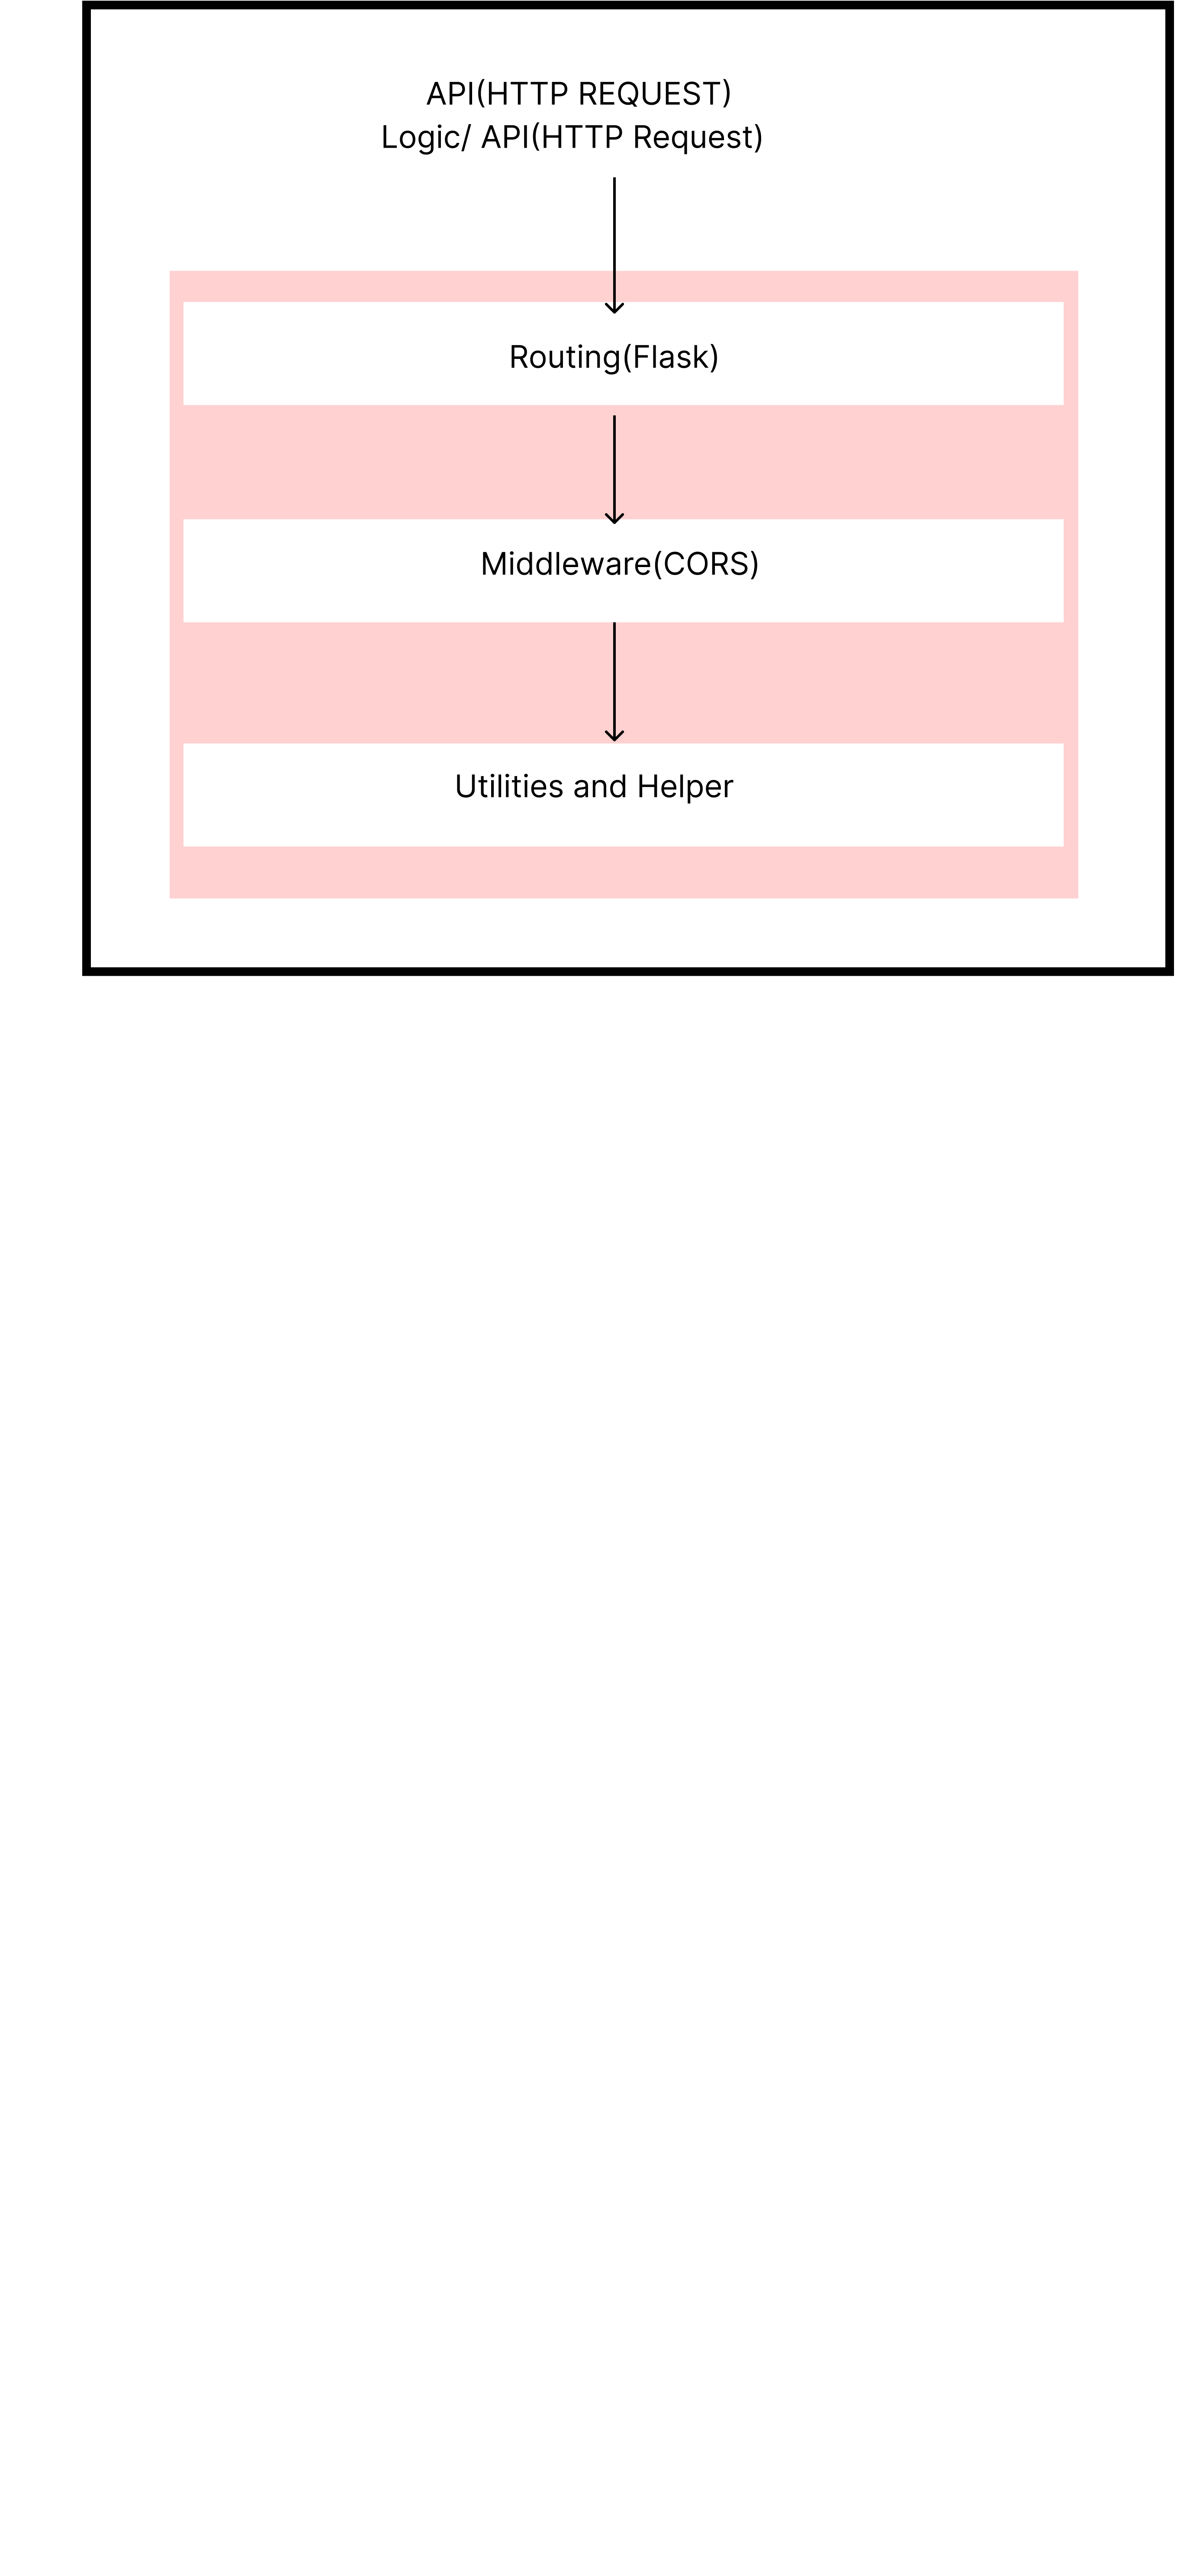 API(HTTP REQUEST)
Logic/ API(HTTP Request)
Routing(Flask)
Middleware(CORS)
Utilities and Helper